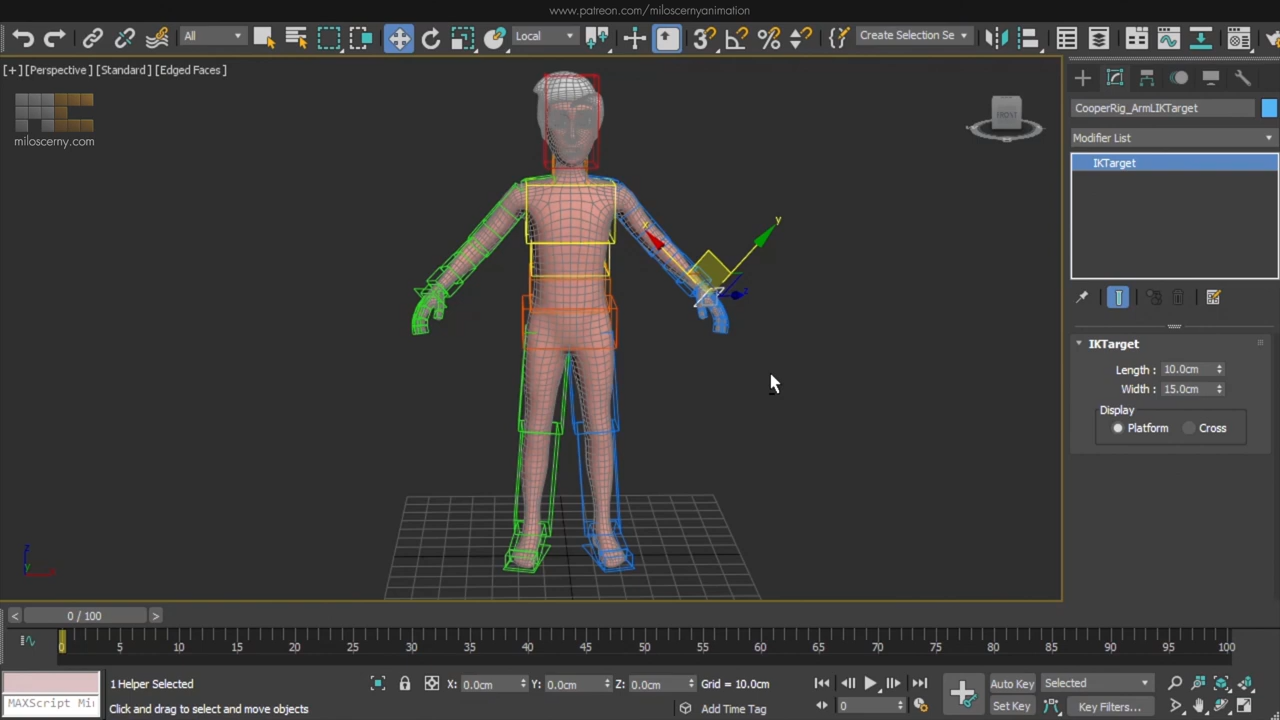 www.patreon.com/miloscernyanimation
All
Local
Create Selection Se
[+] [Perspective] [Standard] [Edged Faces]
miloscerny.com
FRONT
y
x
z
CooperRig_ArmLIKTarget
Modifier List
IKTarget
IKTarget
Length : 10.0cm
Width : 15.0cm
Display
Platform Cross
z
y
< 0 / 100 >
0 5 10 15 20 25 30 35 40 45 50 55 60 65 70 75 80 85 90 95 100
1 Helper Selected
X: 0.0cm Y: 0.0cm Z: 0.0cm Grid = 10.0cm
Auto Key Selected
MAXScript Mi
Click and drag to select and move objects
Add Time Tag
0
Set Key Key Filters...